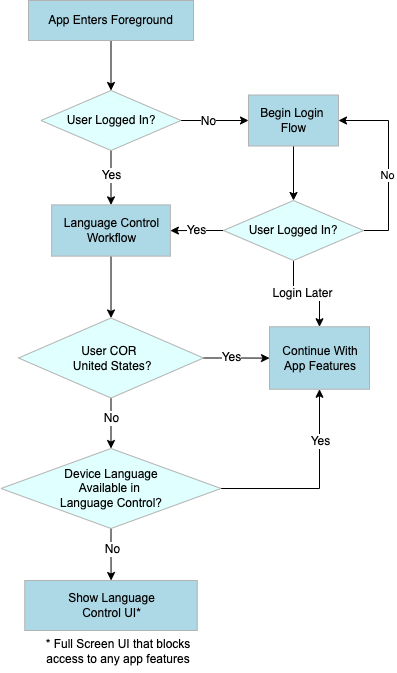 App Enters Foreground
User Logged In?
No
Begin Login
Flow
Yes
No
Language Control
Workflow
Yes
User Logged In?
Login Later
User COR
United States?
Yes
Continue With
App Features
No
Yes
Device Language
Available in
Language Control?
No
Show Language
Control UI*
* Full Screen UI that blocks
access to any app features